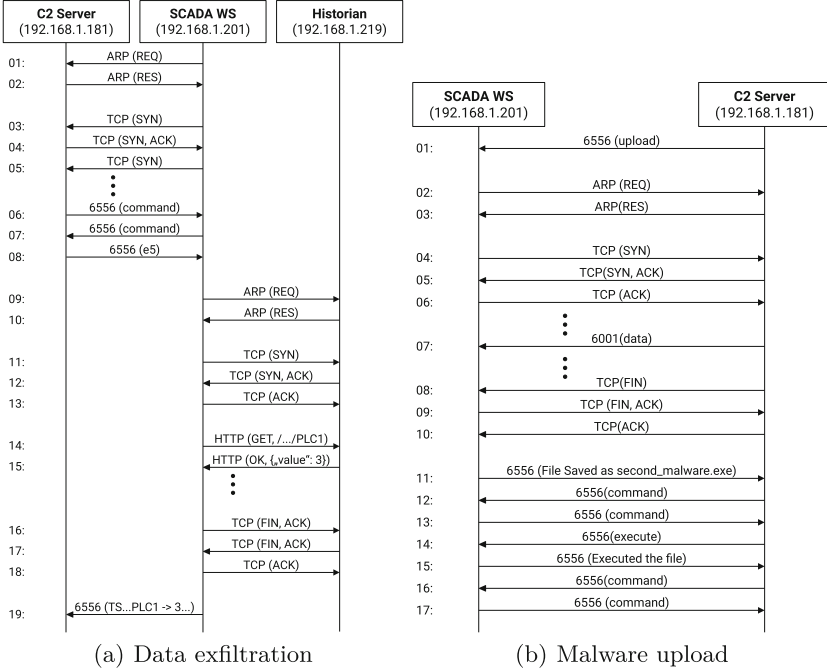 C2 Server
(192.168.1.181)
SCADA WS
(192.168.1.201)
Historian
(192.168.1.219)
01: ARP (REQ)
02: ARP (RES)
03: TCP (SYN)
04: TCP (SYN, ACK)
05: TCP (SYN)
06: 6556 (command)
07: 6556 (command)
08: 6556 (e5)
09: ARP (REQ)
10: ARP (RES)
11: TCP (SYN)
12: TCP (SYN, ACK)
13: TCP (ACK)
14: HTTP (GET, /.../PLC1)
15: HTTP (OK, {„value“: 3})
16: TCP (FIN, ACK)
17: TCP (FIN, ACK)
18: TCP (ACK)
19: 6556 (TS...PLC1 -> 3...)
(a) Data exfiltration
SCADA WS
(192.168.1.201)
C2 Server
(192.168.1.181)
01: 6556 (upload)
02: ARP (REQ)
03: ARP(RES)
04: TCP (SYN)
05: TCP(SYN, ACK)
06: TCP (ACK)
07: 6001(data)
08: TCP(FIN)
09: TCP (FIN, ACK)
10: TCP(ACK)
11: 6556 (File Saved as second_malware.exe)
12: 6556(command)
13: 6556 (command)
14: 6556(execute)
15: 6556 (Executed the file)
16: 6556(command)
17: 6556 (command)
(b) Malware upload